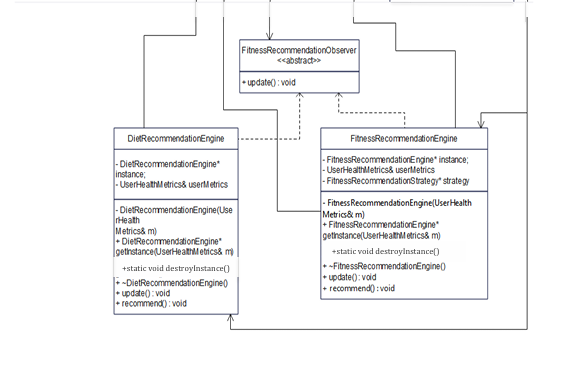 FitnessRecommendationObserver
<<abstract>>
+ update() : void
DietRecommendationEngine
- DietRecommendationEngine*
instance;
- UserHealthMetrics& userMetrics
- DietRecommendationEngine(Use
rHealth
Metrics& m)
+ DietRecommendationEngine*
getInstance(UserHealthMetrics& m)
+static void destroyInstance()
+ ~DietRecommendationEngine()
+ update() : void
+ recommend() : void
FitnessRecommendationEngine
- FitnessRecommendationEngine* instance;
- UserHealthMetrics& userMetrics
- FitnessRecommendationStrategy* strategy
- FitnessRecommendationEngine(UserHealth
Metrics& m)
+ FitnessRecommendationEngine*
getInstance(UserHealthMetrics& m)
+static void destroyInstance()
+ ~FitnessRecommendationEngine()
+ update() : void
+ recommend() : void